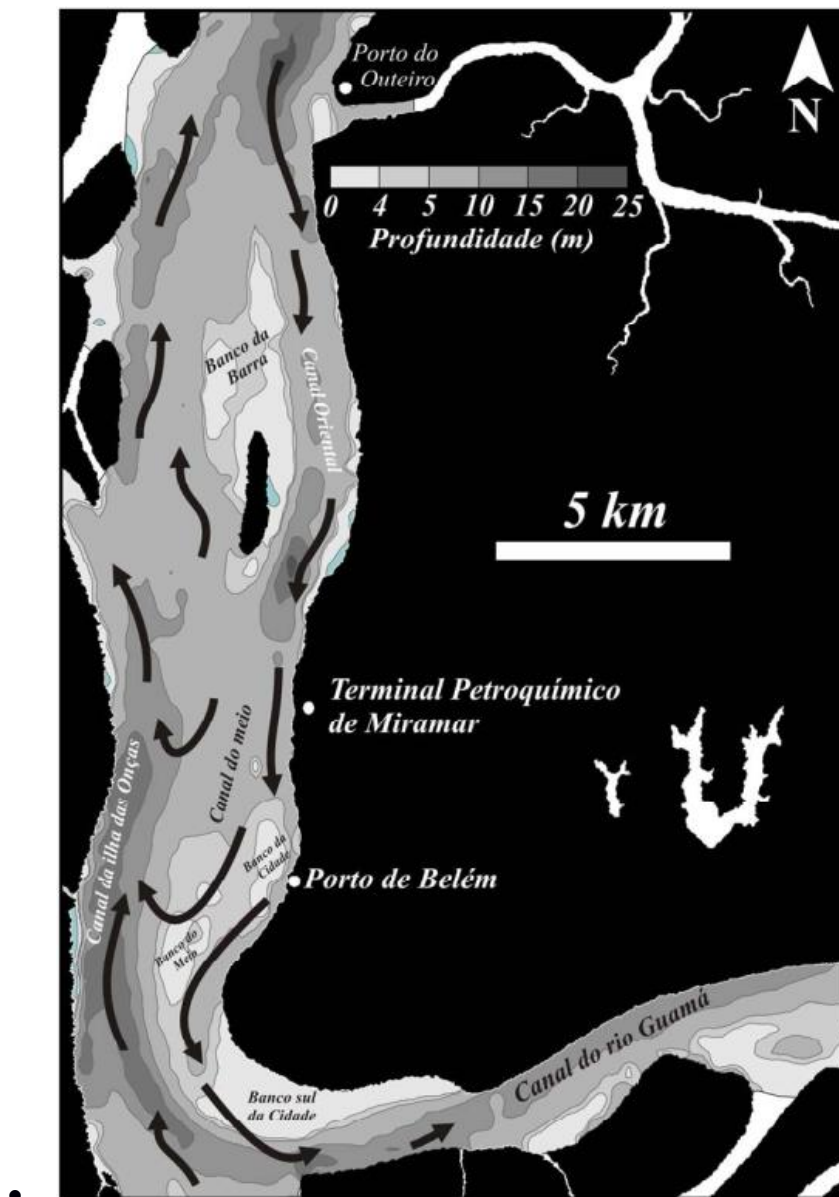 Porto do
Outeiro
N
0 4 5 10 15 20 25
Profundidade (m)
Banco da
Barra
Canal Oriental
5 km
Terminal Petroquímico
de Miramar
Canal do meio
Canal da ilha das Onças
Banco da
Cidade
Porto de Belém
Banco do
Meio
Canal do rio Guamá
Banco sul
da Cidade